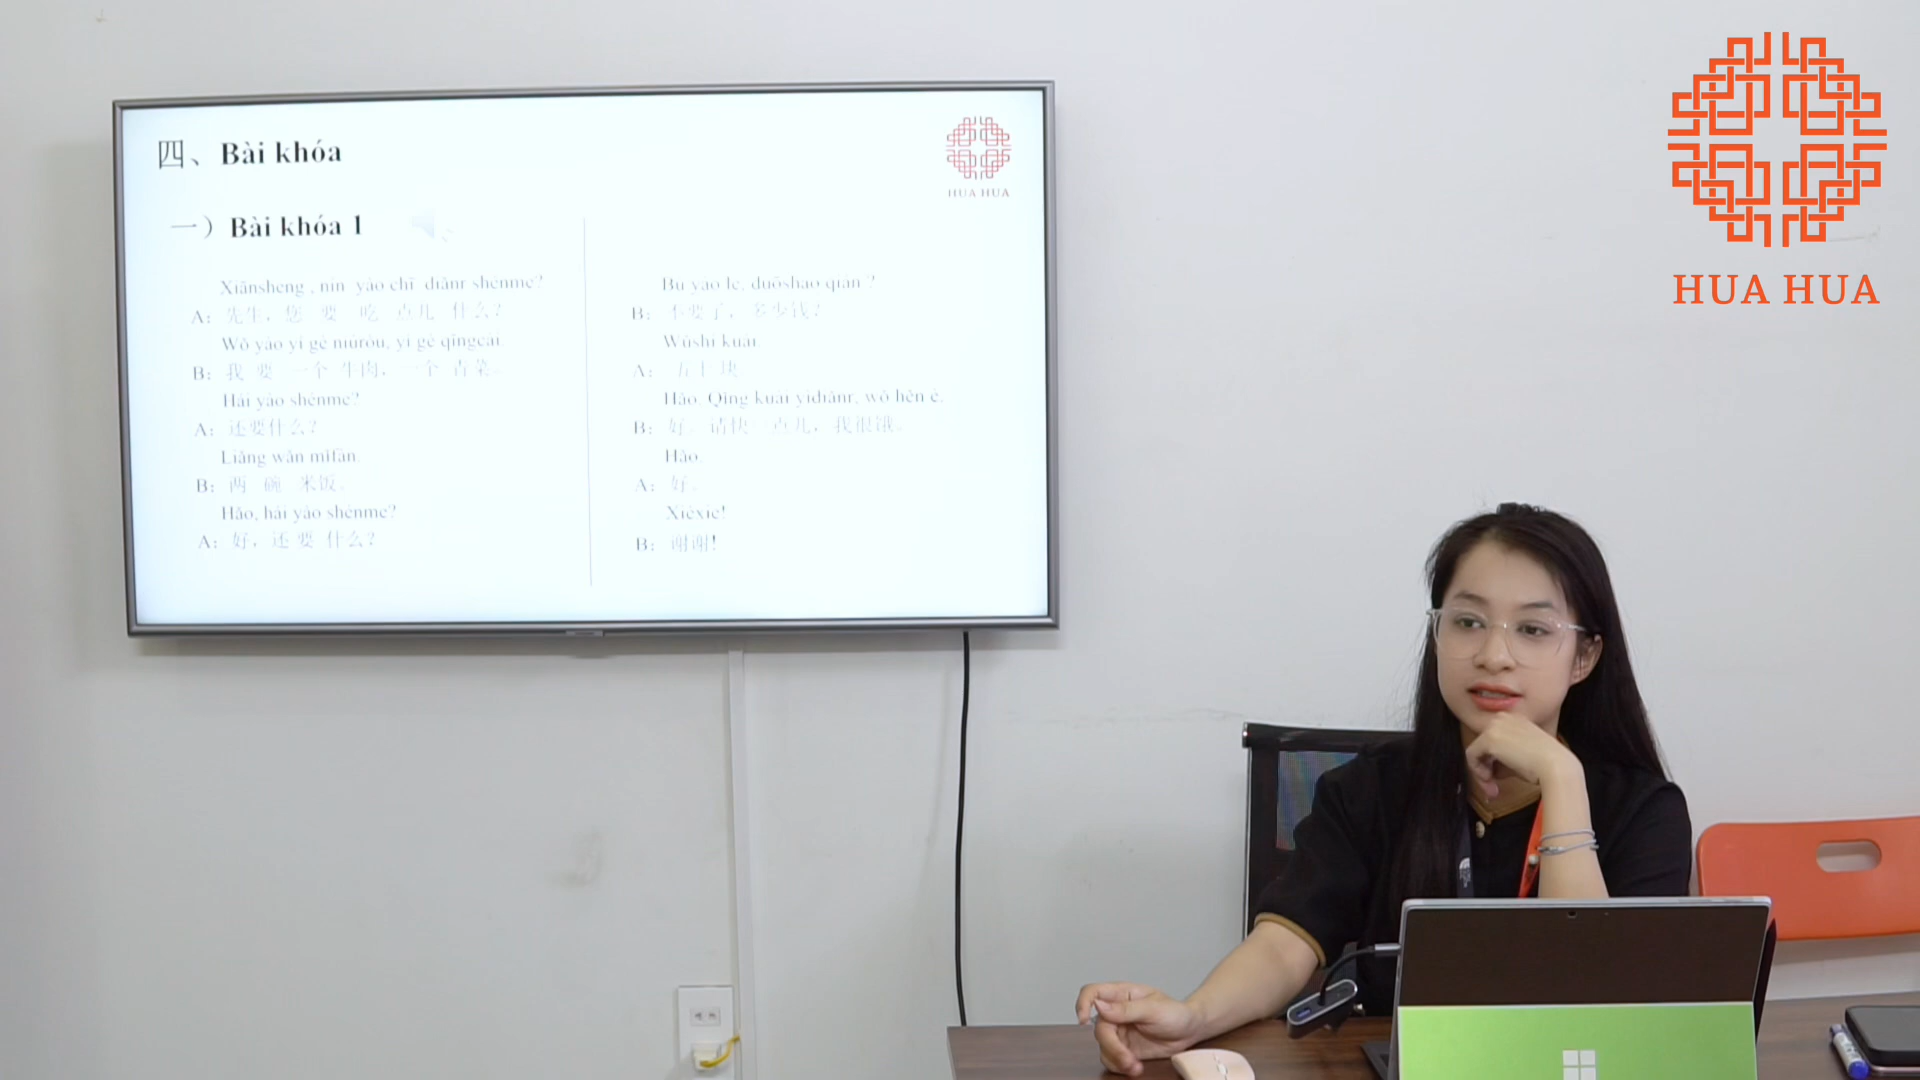 四、Bài khóa
HUA HUA
一）Bài khóa 1
Xiānsheng , nín yào chī diǎnr shénme?
A：先生，您 要 吃 点儿 什么？
Wǒ yào yí gè niúròu, yí gè qīngcài.
B：我 要 一个 牛肉，一个 青菜。
Hái yào shénme?
A：还要什么？
Liǎng wǎn mǐfàn.
B：两 碗 米饭。
Hǎo, hái yào shénme?
A：好，还 要 什么？
Bú yào le, duōshao qián ?
B：不要了，多少钱？
Wǔshí kuài.
A：五十 块
Hǎo. Qǐng kuài yìdiǎnr, wǒ hěn è.
B：好。请快一点儿，我很饿。
Hǎo.
A：好。
Xièxie!
B：谢谢!
HUA HUA